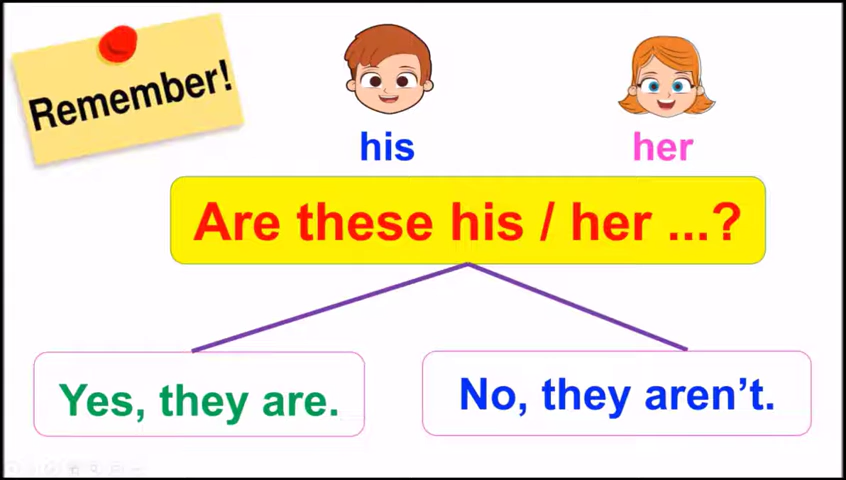 Remember!
his
her
Are these his / her ...?
Yes, they are.
No, they aren’t.